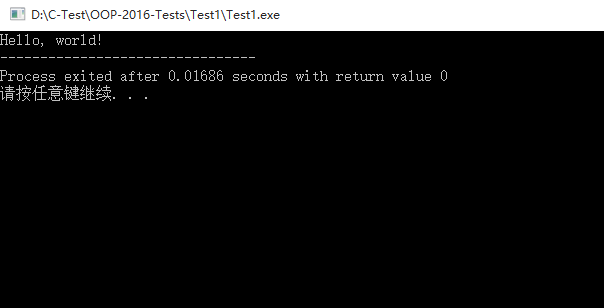 D:\C-Test\OOP-2016-Tests\Test1\Test1.exe
Hello, world!
--------------------------------
Process exited after 0.01686 seconds with return value 0
请按任意键继续. . .